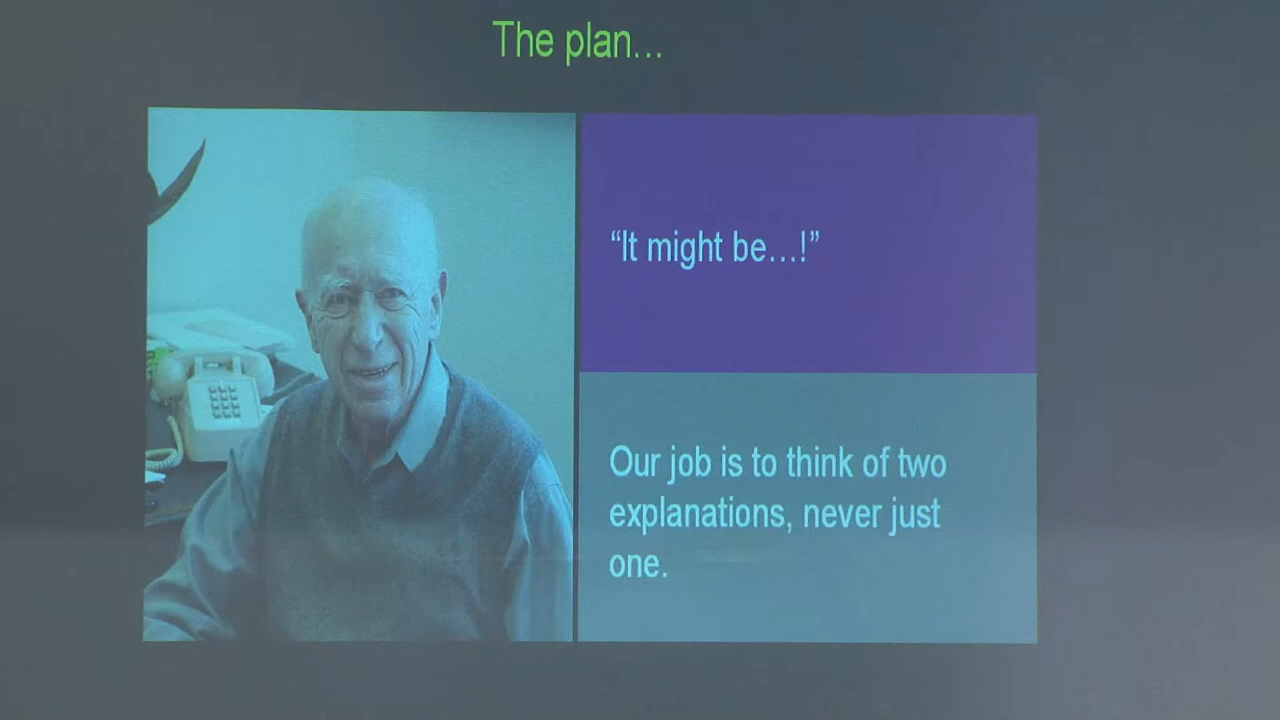 The plan...
“It might be...!”
Our job is to think of two
explanations, never just
one.